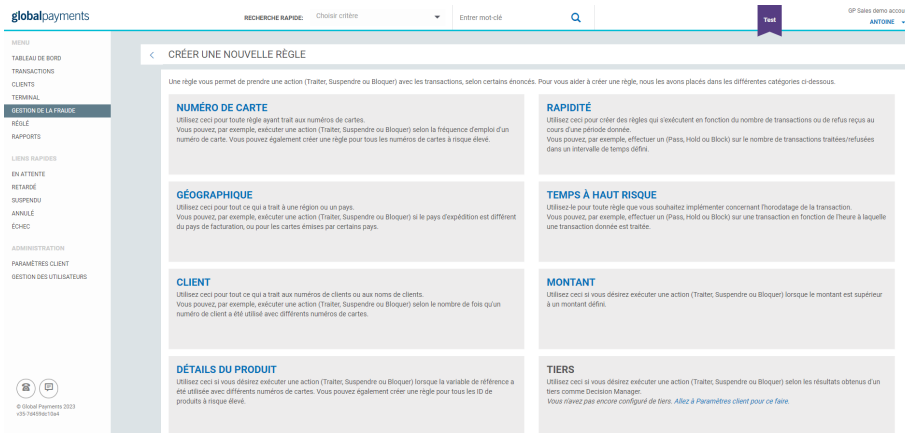 globalpayments
RECHERCHE RAPIDE:
Choisir critère
Entrer mot-clé
Test
GP Sales demo accou
ANTOINE
MENU
TABLEAU DE BORD
TRANSACTIONS
CLIENTS
TERMINAL
GESTION DE LA FRAUDE
RÉGLÉ
RAPPORTS
LIENS RAPIDES
EN ATTENTE
RETARDÉ
SUSPENDU
ANNULÉ
ÉCHEC
ADMINISTRATION
PARAMÈTRES CLIENT
GESTION DES UTILISATEURS
© Global Payments 2023
CRÉER UNE NOUVELLE RÈGLE
Une règle vous permet de prendre une action (Traiter, Suspendre ou Bloquer) avec les transactions, selon certains énoncés. Pour vous aider à créer une règle, nous les avons placés dans les différentes catégories ci-dessous.
NUMÉRO DE CARTE
Utilisez ceci pour toute règle ayant trait aux numéros de cartes.
Vous pouvez, par exemple, exécuter une action (Traiter, Suspendre ou Bloquer) selon la fréquence d'emploi d'un
numéro de carte. Vous pouvez également créer une règle pour tous les numéros de cartes à risque élevé.
RAPIDITÉ
Utilisez ceci pour créer des règles qui s'exécutent en fonction du nombre de transactions ou de refus reçus au
cours d'une période donnée.
Vous pouvez, par exemple, effectuer un (Pass, Hold ou Block) sur le nombre de transactions traitées/refusées
dans un intervalle de temps défini.
GÉOGRAPHIQUE
Utilisez ceci pour tout ce qui a trait à une région ou un pays.
Vous pouvez, par exemple, exécuter une action (Traiter, Suspendre ou Bloquer) si le pays d'expédition est différent
du pays de facturation, ou pour les cartes émises par certains pays.
TEMPS À HAUT RISQUE
Utilisez-le pour toute règle que vous souhaitez implémenter concernant l'horodatage de la transaction.
Vous pouvez, par exemple, effectuer un (Pass, Hold ou Block) sur une transaction en fonction de l'heure à laquelle
une transaction donnée est traitée.
CLIENT
Utilisez ceci pour tout ce qui a trait aux numéros de clients ou aux noms de clients.
Vous pouvez, par exemple, exécuter une action (Traiter, Suspendre ou Bloquer) selon le nombre de fois qu'un
numéro de client a été utilisé avec différents numéros de cartes.
MONTANT
Utilisez ceci si vous désirez exécuter une action (Traiter, Suspendre ou Bloquer) lorsque le montant est supérieur
à un montant défini.
DÉTAILS DU PRODUIT
Utilisez ceci si vous désirez exécuter une action (Traiter, Suspendre ou Bloquer) lorsque la variable de référence a
été utilisée avec différents numéros de cartes. Vous pouvez également créer une règle pour tous les ID de
produits à risque élevé.
TIERS
Utilisez ceci si vous désirez exécuter une action (Traiter, Suspendre ou Bloquer) selon les résultats obtenus d'un
tiers comme Decision Manager.
Vous n'avez pas encore configuré de tiers. Allez à Paramètres client pour ce faire.